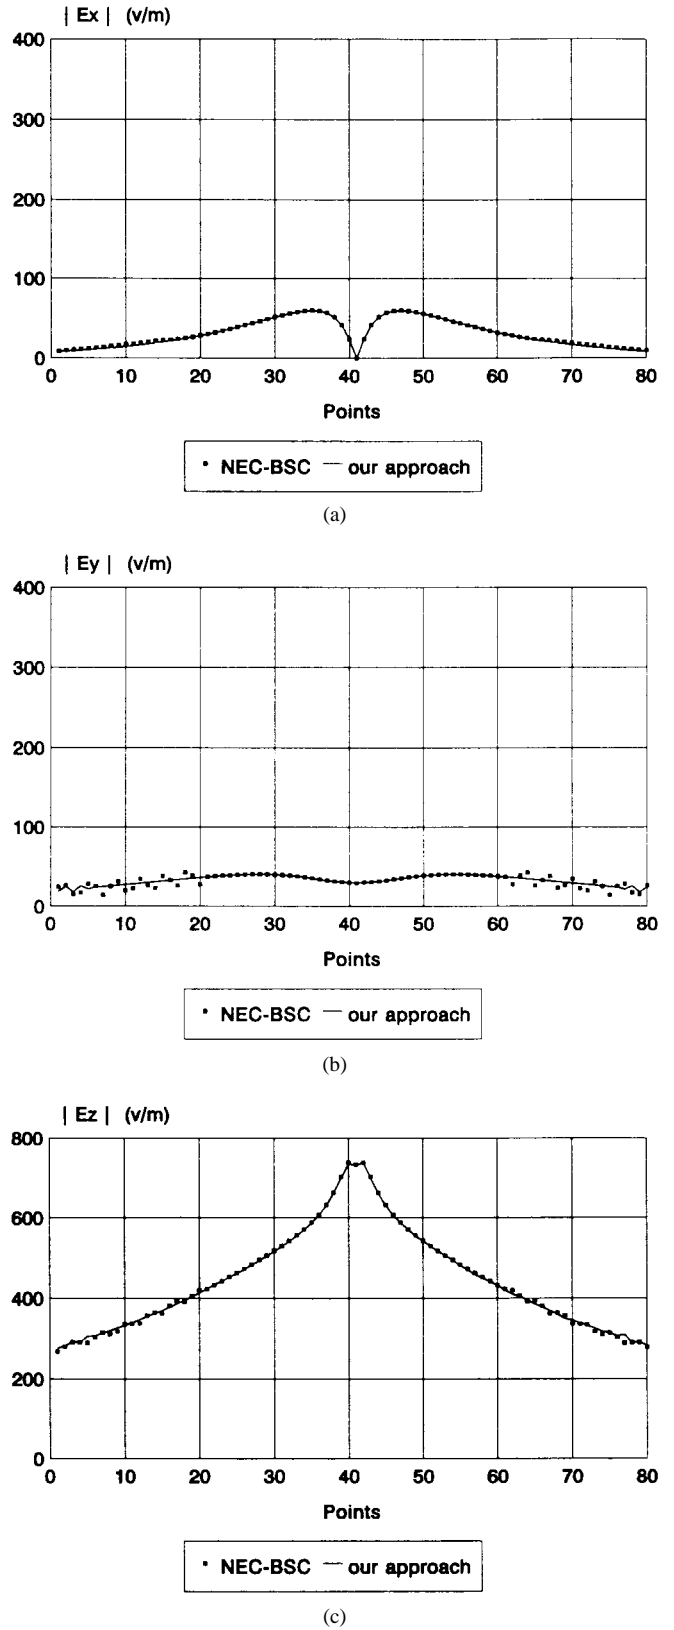 | Ex | (v/m)
400
300
200
100
0
0 10 20 30 40 50 60 70 80
Points
NEC-BSC — our approach
(a)
| Ey | (v/m)
400
300
200
100
0
0 10 20 30 40 50 60 70 80
Points
NEC-BSC — our approach
(b)
| Ez | (v/m)
800
600
400
200
0
0 10 20 30 40 50 60 70 80
Points
NEC-BSC — our approach
(c)